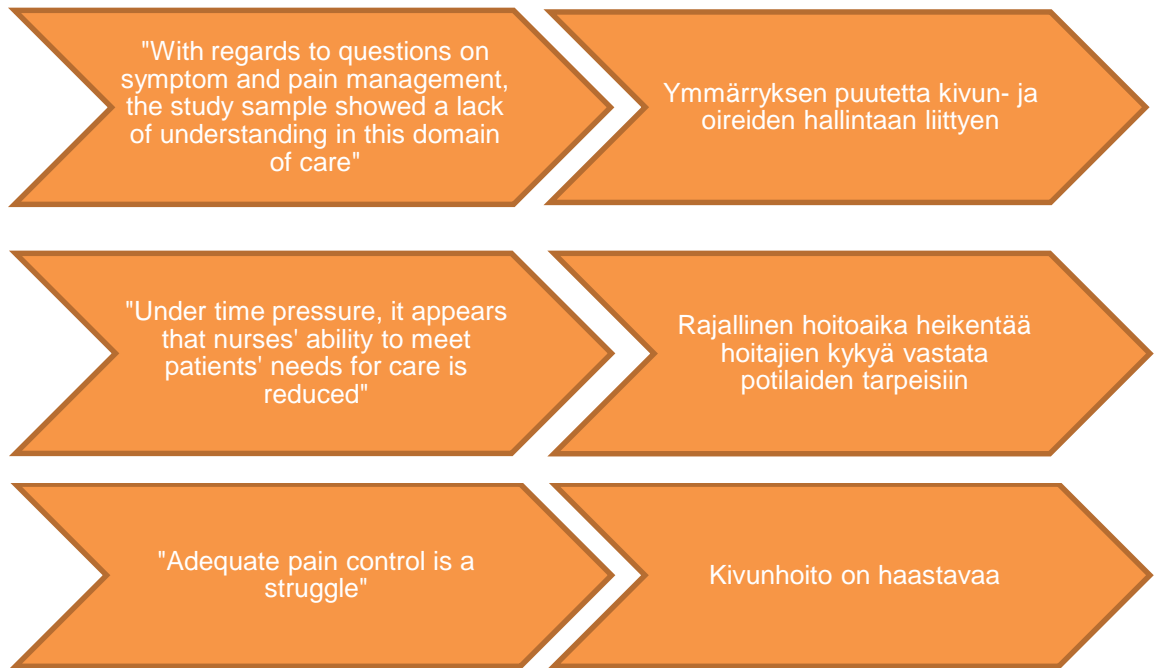 "With regards to questions on
symptom and pain management,
the study sample showed a lack
of understanding in this domain
of care"
Ymmärryksen puutetta kivun- ja
oireiden hallintaan liittyen
"Under time pressure, it appears
that nurses' ability to meet
patients' needs for care is
reduced"
Rajallinen hoitoaika heikentää
hoitajien kykyä vastata
potilaiden tarpeisiin
"Adequate pain control is a
struggle"
Kivunhoito on haastavaa